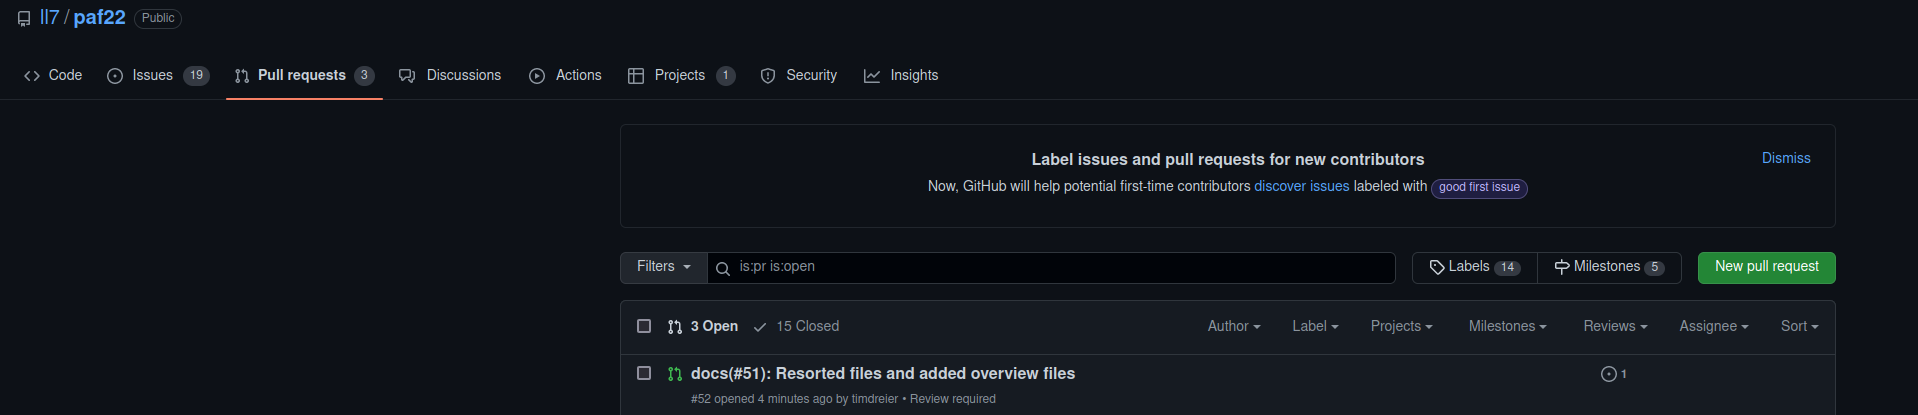 ll7 / paf22 Public
Code Issues 19 Pull requests 3 Discussions Actions Projects 1 Security Insights
Label issues and pull requests for new contributors Dismiss
Now, GitHub will help potential first-time contributors discover issues labeled with good first issue
Filters is:pr is:open Labels 14 Milestones 5 New pull request
3 Open 15 Closed Author Label Projects Milestones Reviews Assignee Sort
docs(#51): Resorted files and added overview files 1
#52 opened 4 minutes ago by timdreier • Review required